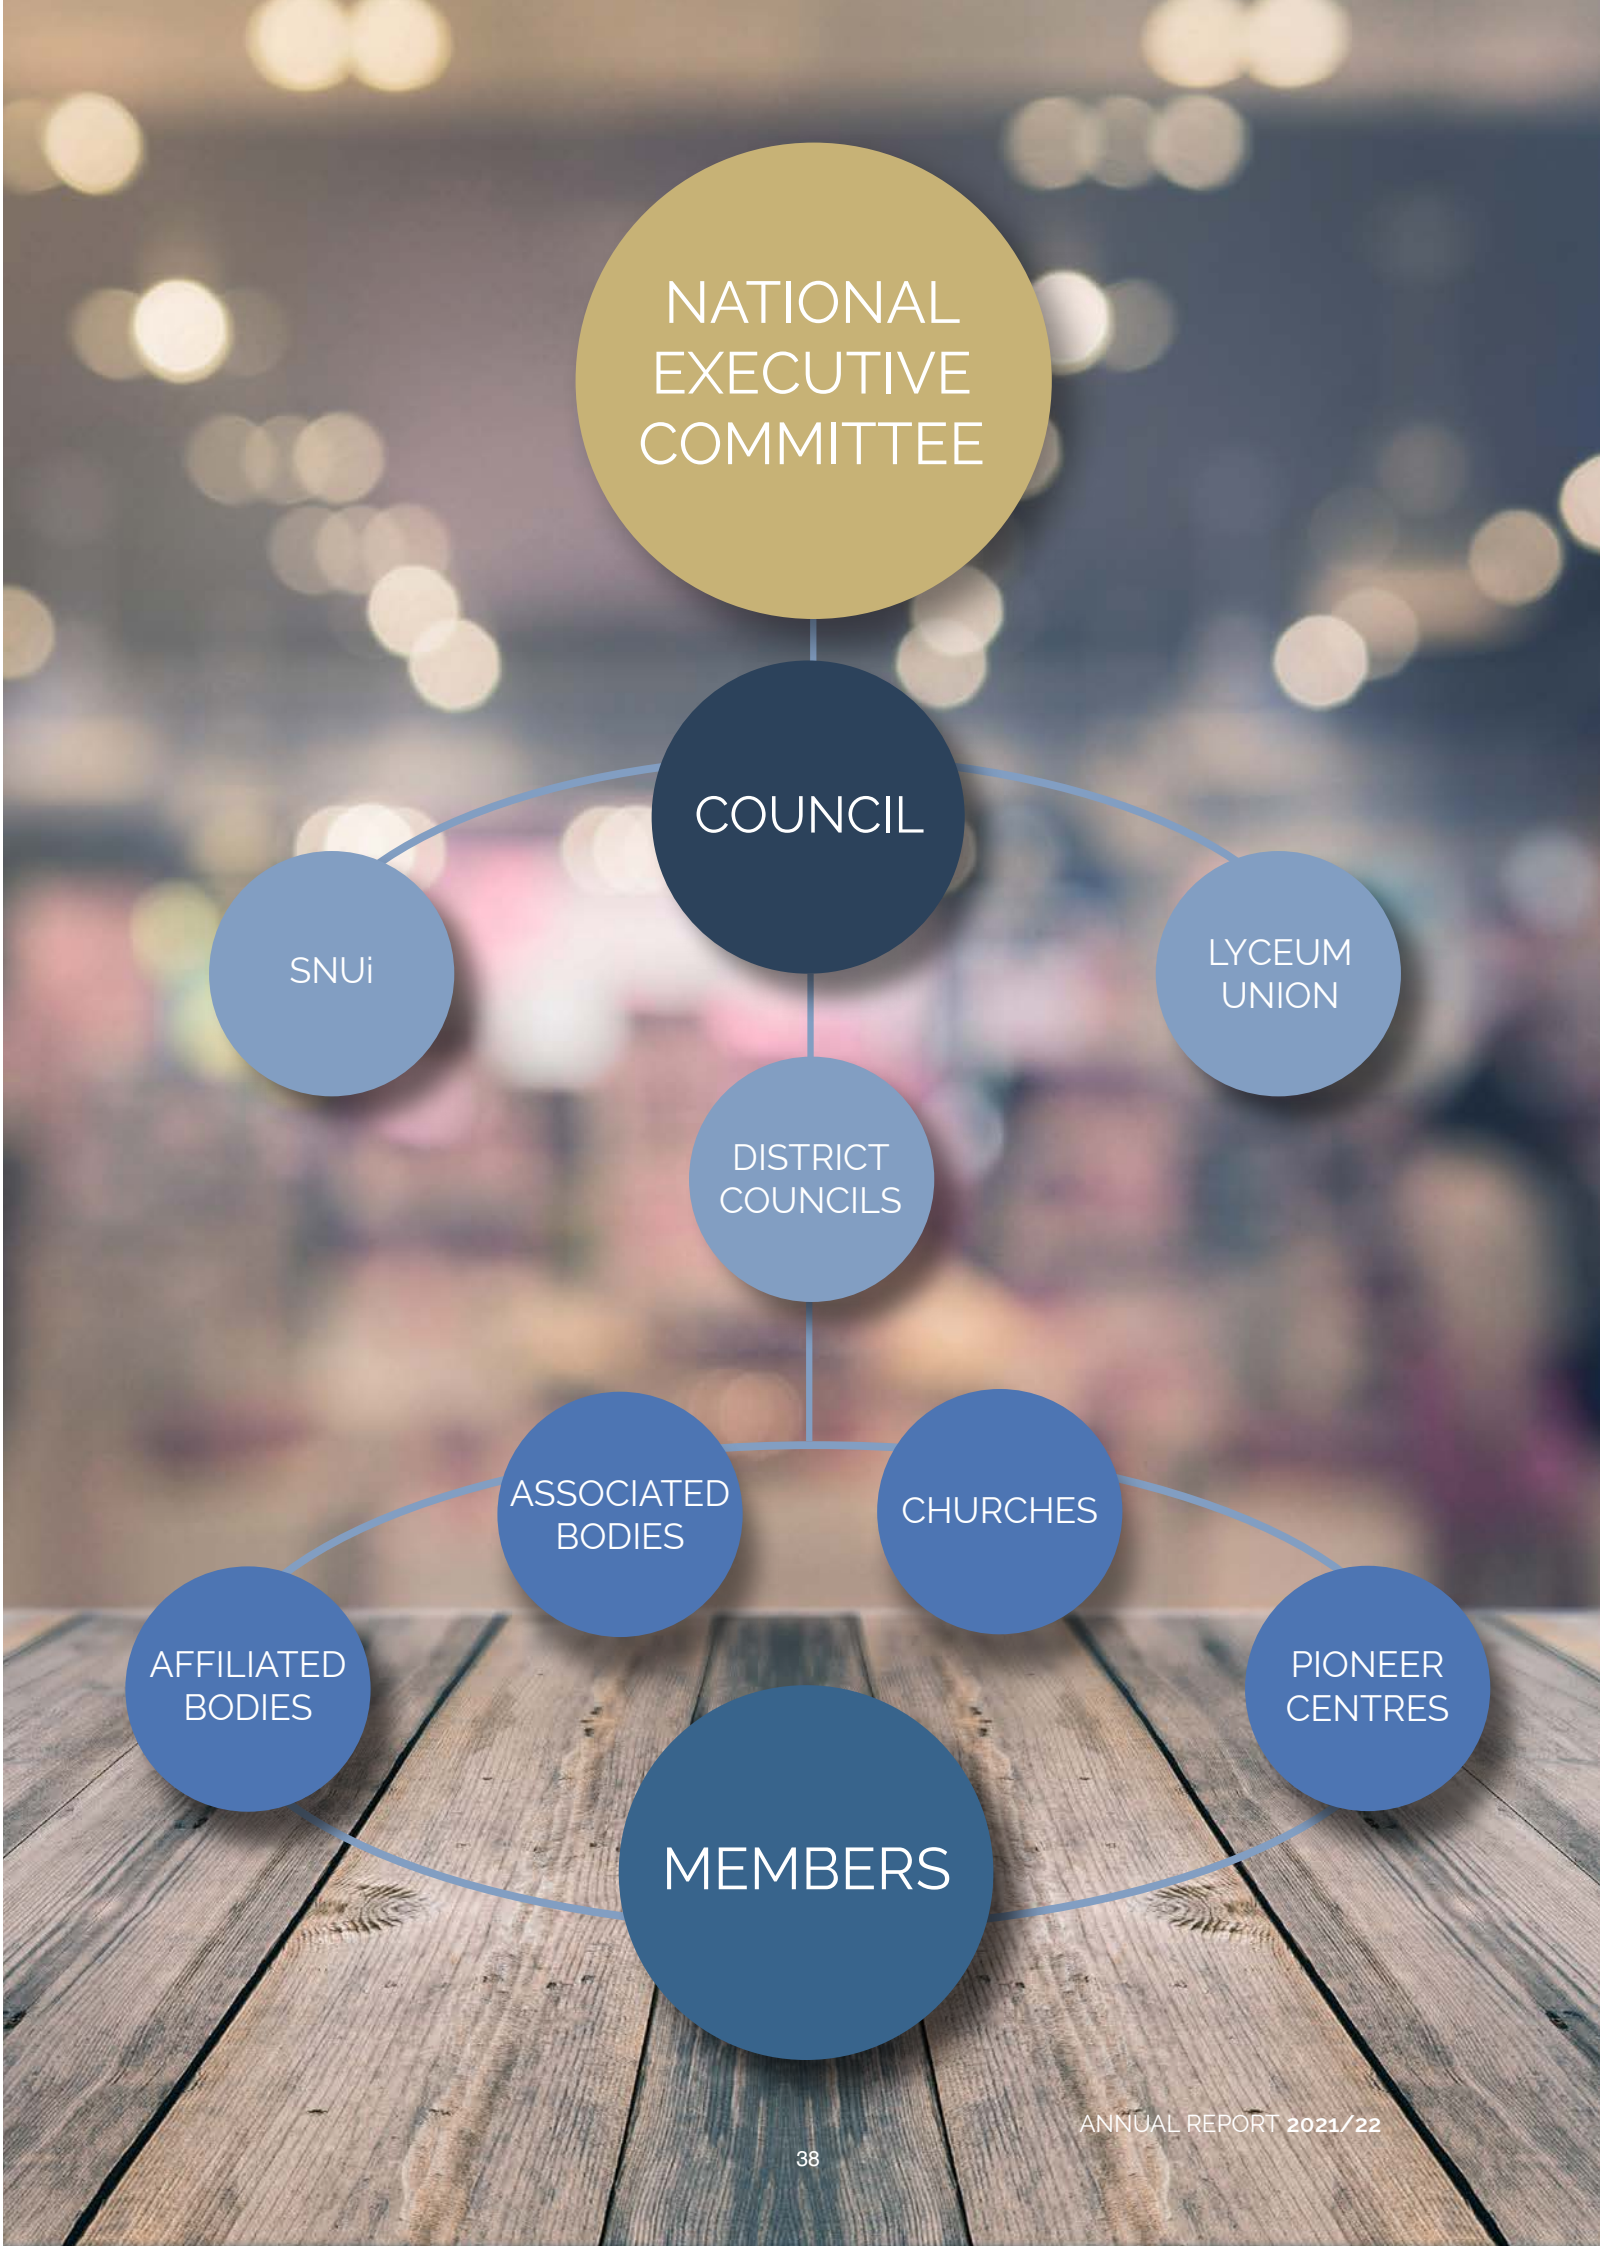 NATIONAL
EXECUTIVE
COMMITTEE
COUNCIL
SNUi
LYCEUM
UNION
DISTRICT
COUNCILS
ASSOCIATED
BODIES
CHURCHES
AFFILIATED
BODIES
PIONEER
CENTRES
MEMBERS
ANNUAL REPORT 2021/22
38